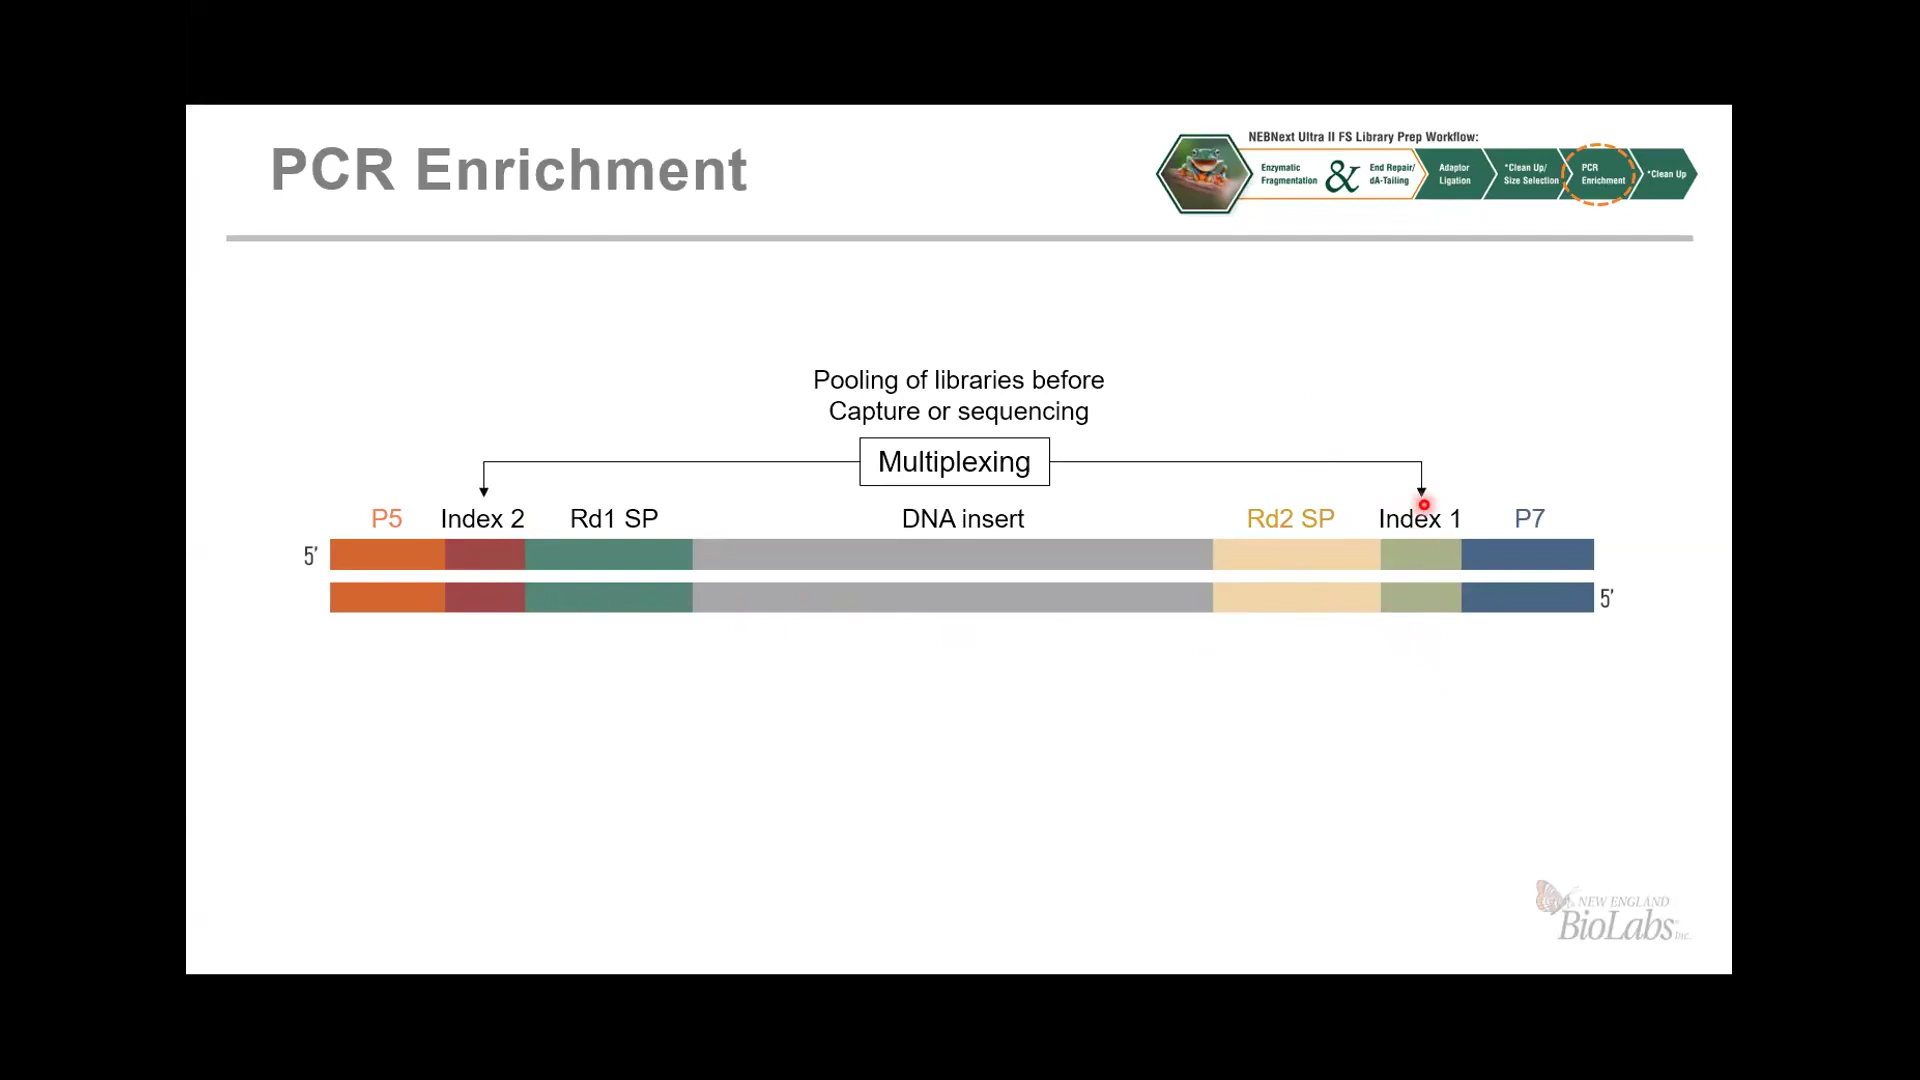 PCR Enrichment
NEBNext Ultra II FS Library Prep Workflow:
Enzymatic
Fragmentation
&
End Repair/
dA-Tailing
Adaptor
Ligation
*Clean Up/
Size Selection
PCR
Enrichment
*Clean Up
Pooling of libraries before
Capture or sequencing
Multiplexing
P5 Index 2 Rd1 SP DNA insert Rd2 SP Index 1 P7
5'
5'
NEW ENGLAND
BioLabs Inc.